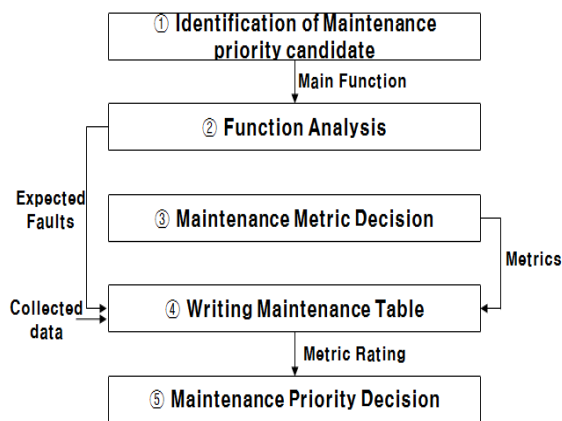 ① Identification of Maintenance
priority candidate
Main Function
② Function Analysis
Expected
Faults
③ Maintenance Metric Decision
Metrics
Collected
data
④ Writing Maintenance Table
Metric Rating
⑤ Maintenance Priority Decision